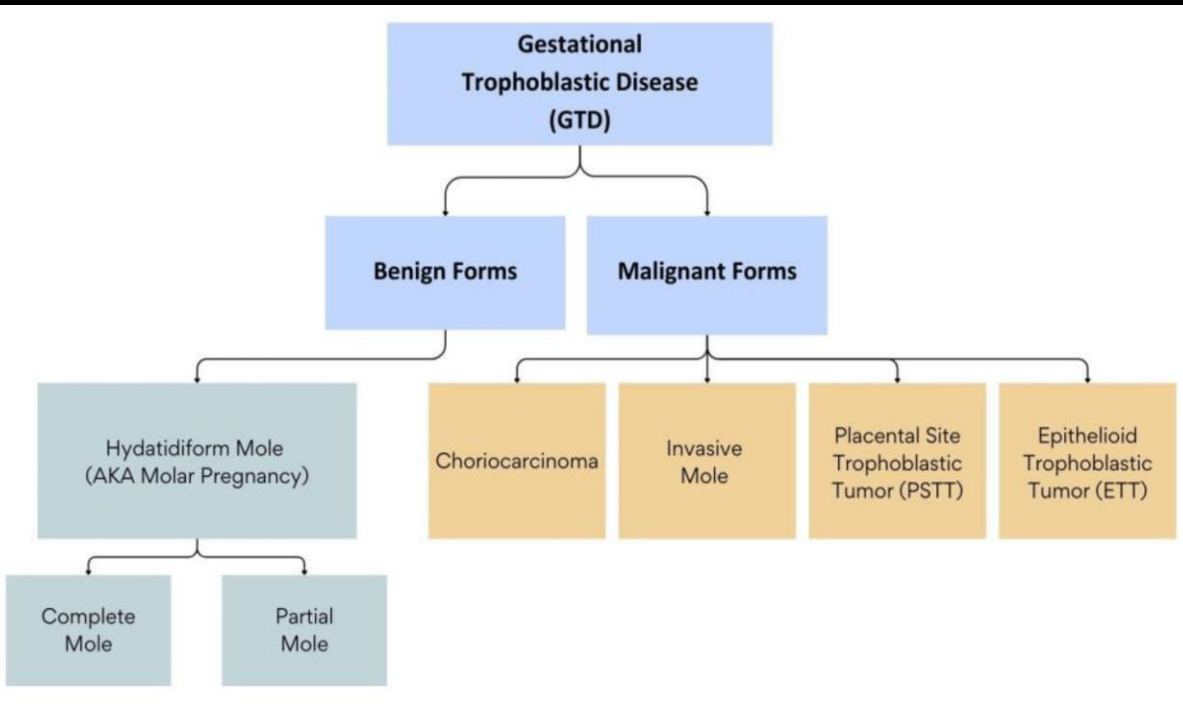 Gestational
Trophoblastic Disease
(GTD)
Benign Forms
Malignant Forms
Hydatidiform Mole
(AKA Molar Pregnancy)
Choriocarcinoma
Invasive
Mole
Placental Site
Trophoblastic
Tumor (PSTT)
Epithelioid
Trophoblastic
Tumor (ETT)
Complete
Mole
Partial
Mole